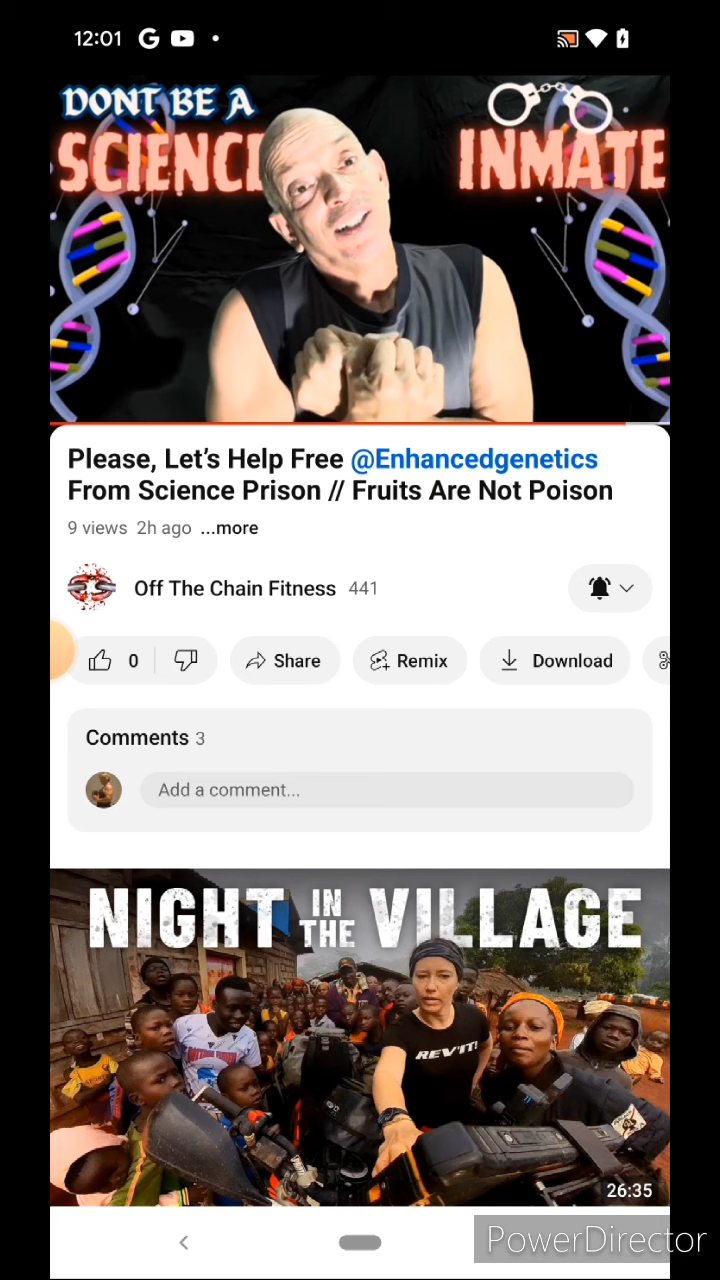 12:01
DONT BE A
SCIENC
INMATE
Please, Let's Help Free @Enhancedgenetics
From Science Prison // Fruits Are Not Poison
9 views 2h ago ...more
Off The Chain Fitness 441
0 Share Remix Download
Comments 3
Add a comment...
NIGHT IN THE VILLAGE
REV'IT!
26:35
PowerDirector